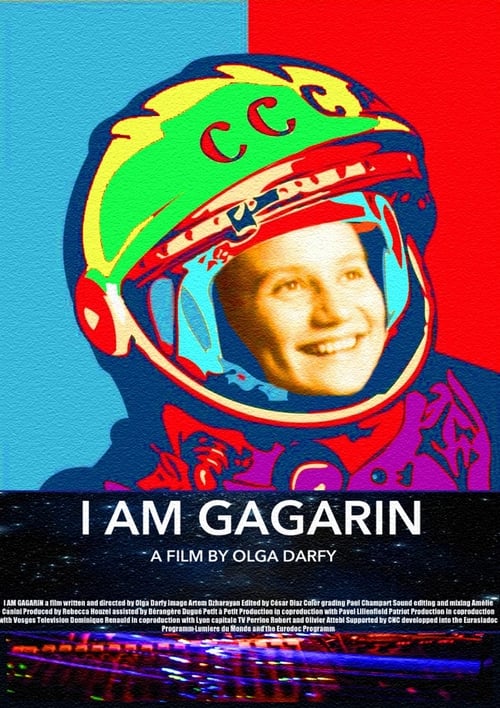 CCC
I AM GAGARIN
A FILM BY OLGA DARFY
I AM GAGARIN a film written and directed by Olga Darfy Image Artem Dzharayan Edited by César Diaz Color grading Paul Champart Sound editing and mixing Amélie
Canini Produced by Rebecca Houzel assisted by Bérangère Dugué Petit à Petit Production in coproduction with Pavel Lilienfield Patriot Production in coproduction
with Vosges Television Dominique Renauld in coproduction with Lyon capitale TV Perrine Robert and Olivier Attebi Supported by CNC developped into the Eurasiadoc
Programm-Lumiere du Monde and the Eurodoc Programm